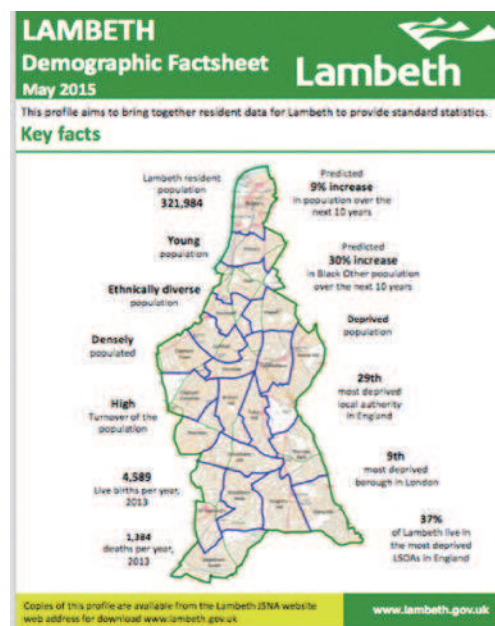 LAMBETH
Demographic Factsheet
May 2015
Lambeth
This profile aims to bring together resident data for Lambeth to provide standard statistics.
Key facts
Lambeth resident
population
321,984
Predicted
9% increase
in population over the
next 10 years
Young
population
Predicted
30% increase
in Black Other population
over the next 10 years
Ethnically diverse
population
Deprived
population
Densely
populated
29th
most deprived
local authority
in England
High
Turnover of the
population
9th
most deprived
borough in London
4,589
Live births per year,
2013
37%
of Lambeth live in
the most deprived
LSOAs in England
1,384
deaths per year,
2013
Copies of this profile are available from the Lambeth JSNA website
web address for download www.lambeth.gov.uk
www.lambeth.gov.uk